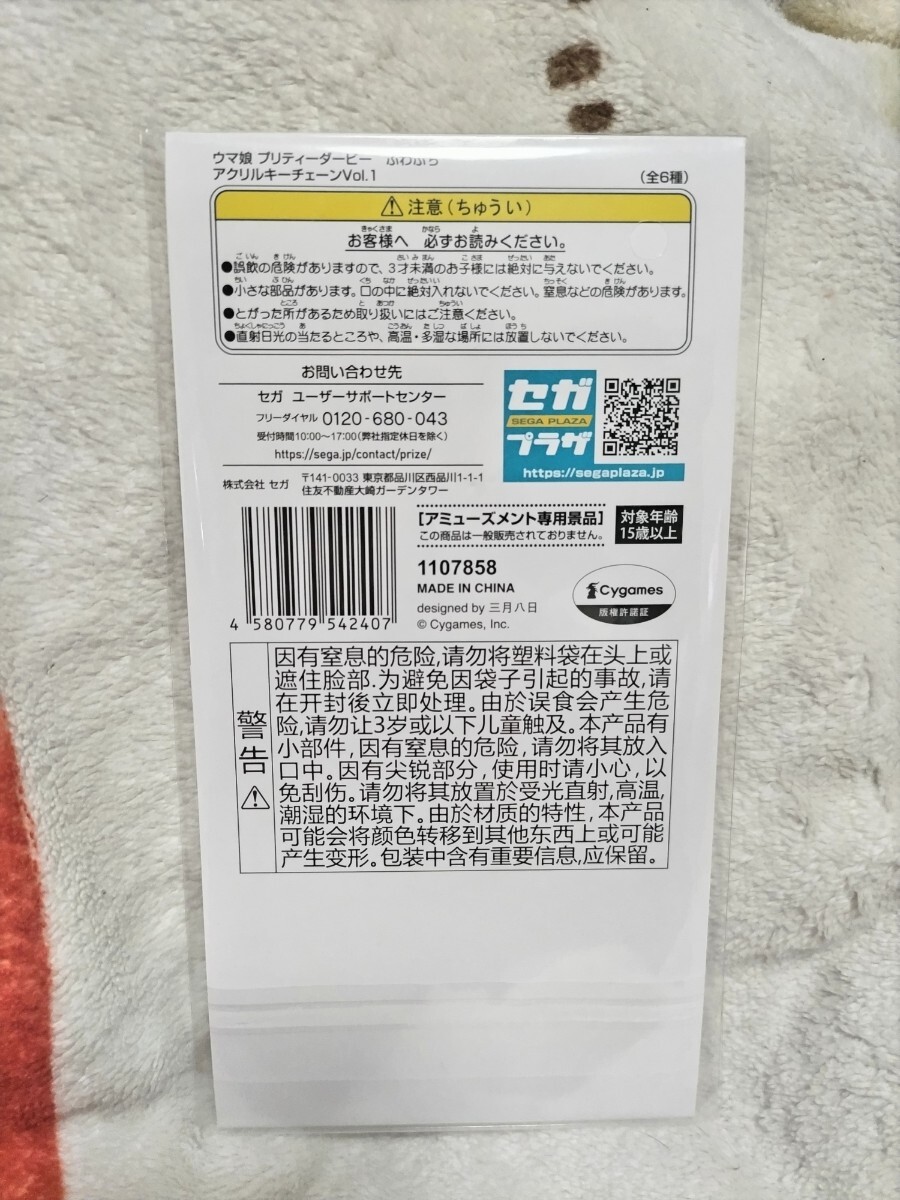 ウマ娘 プリティーダービー ふわぷち
アクリルキーチェーンVol.1
(全6種)
⚠注意(ちゅうい)
お客様へ 必ずお読みください。
●誤飲の危険がありますので、3才未満のお子様には絶対に与えないでください。
●小さな部品があります。口の中に絶対入れないでください。窒息などの危険があります。
●とがった所があるため取り扱いにはご注意ください。
●直射日光の当たるところや、高温・多湿な場所には放置しないでください。
お問い合わせ先
セガ ユーザーサポートセンター
フリーダイヤル 0120-680-043
受付時間10:00〜17:00(弊社指定休日を除く)
https://sega.jp/contact/prize/
株式会社 セガ 〒141-0033 東京都品川区西品川1-1-1
住友不動産大崎ガーデンタワー
セガ
SEGA PLAZA
プラザ
https://segaplaza.jp
[アミューズメント専用景品]
この商品は一般販売されておりません。
対象年齢
15歳以上
4 580779 542407
1107858
MADE IN CHINA
designed by 三月八日
© Cygames, Inc.
Cygames
版権許諾証
警告⚠
因有窒息的危险,请勿将塑料袋在头上或
遮住脸部.为避免因袋子引起的事故,请
在开封後立即处理。由於误食会产生危
险,请勿让3岁或以下儿童触及。本产品有
小部件,因有窒息的危险,请勿将其放入
口中。因有尖锐部分,使用时请小心,以
免刮伤。请勿将其放置於受光直射,高温,
潮湿的环境下。由於材质的特性,本产品
可能会将颜色转移到其他东西上或可能
产生变形。包装中含有重要信息,应保留。